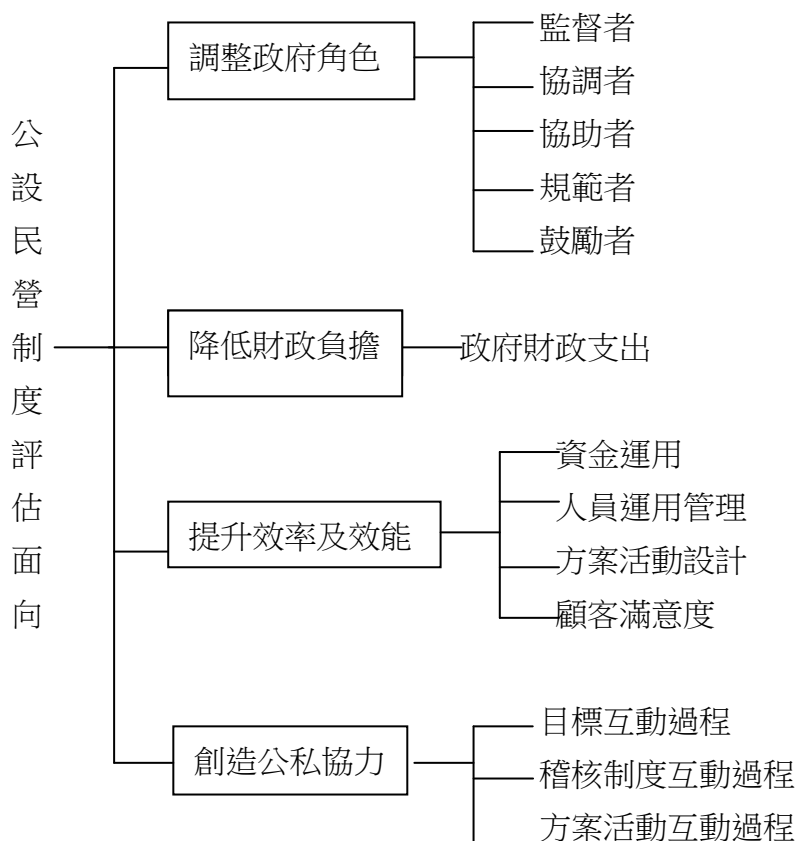 公設民營制度評估面向
調整政府角色
監督者
協調者
協助者
規範者
鼓勵者
降低財政負擔
政府財政支出
提升效率及效能
資金運用
人員運用管理
方案活動設計
顧客滿意度
創造公私協力
目標互動過程
稽核制度互動過程
方案活動互動過程